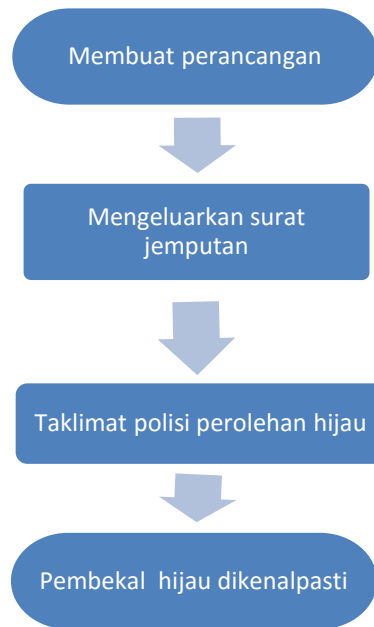 Membuat perancangan
Mengeluarkan surat
jemputan
Taklimat polisi perolehan hijau
Pembekal hijau dikenalpasti